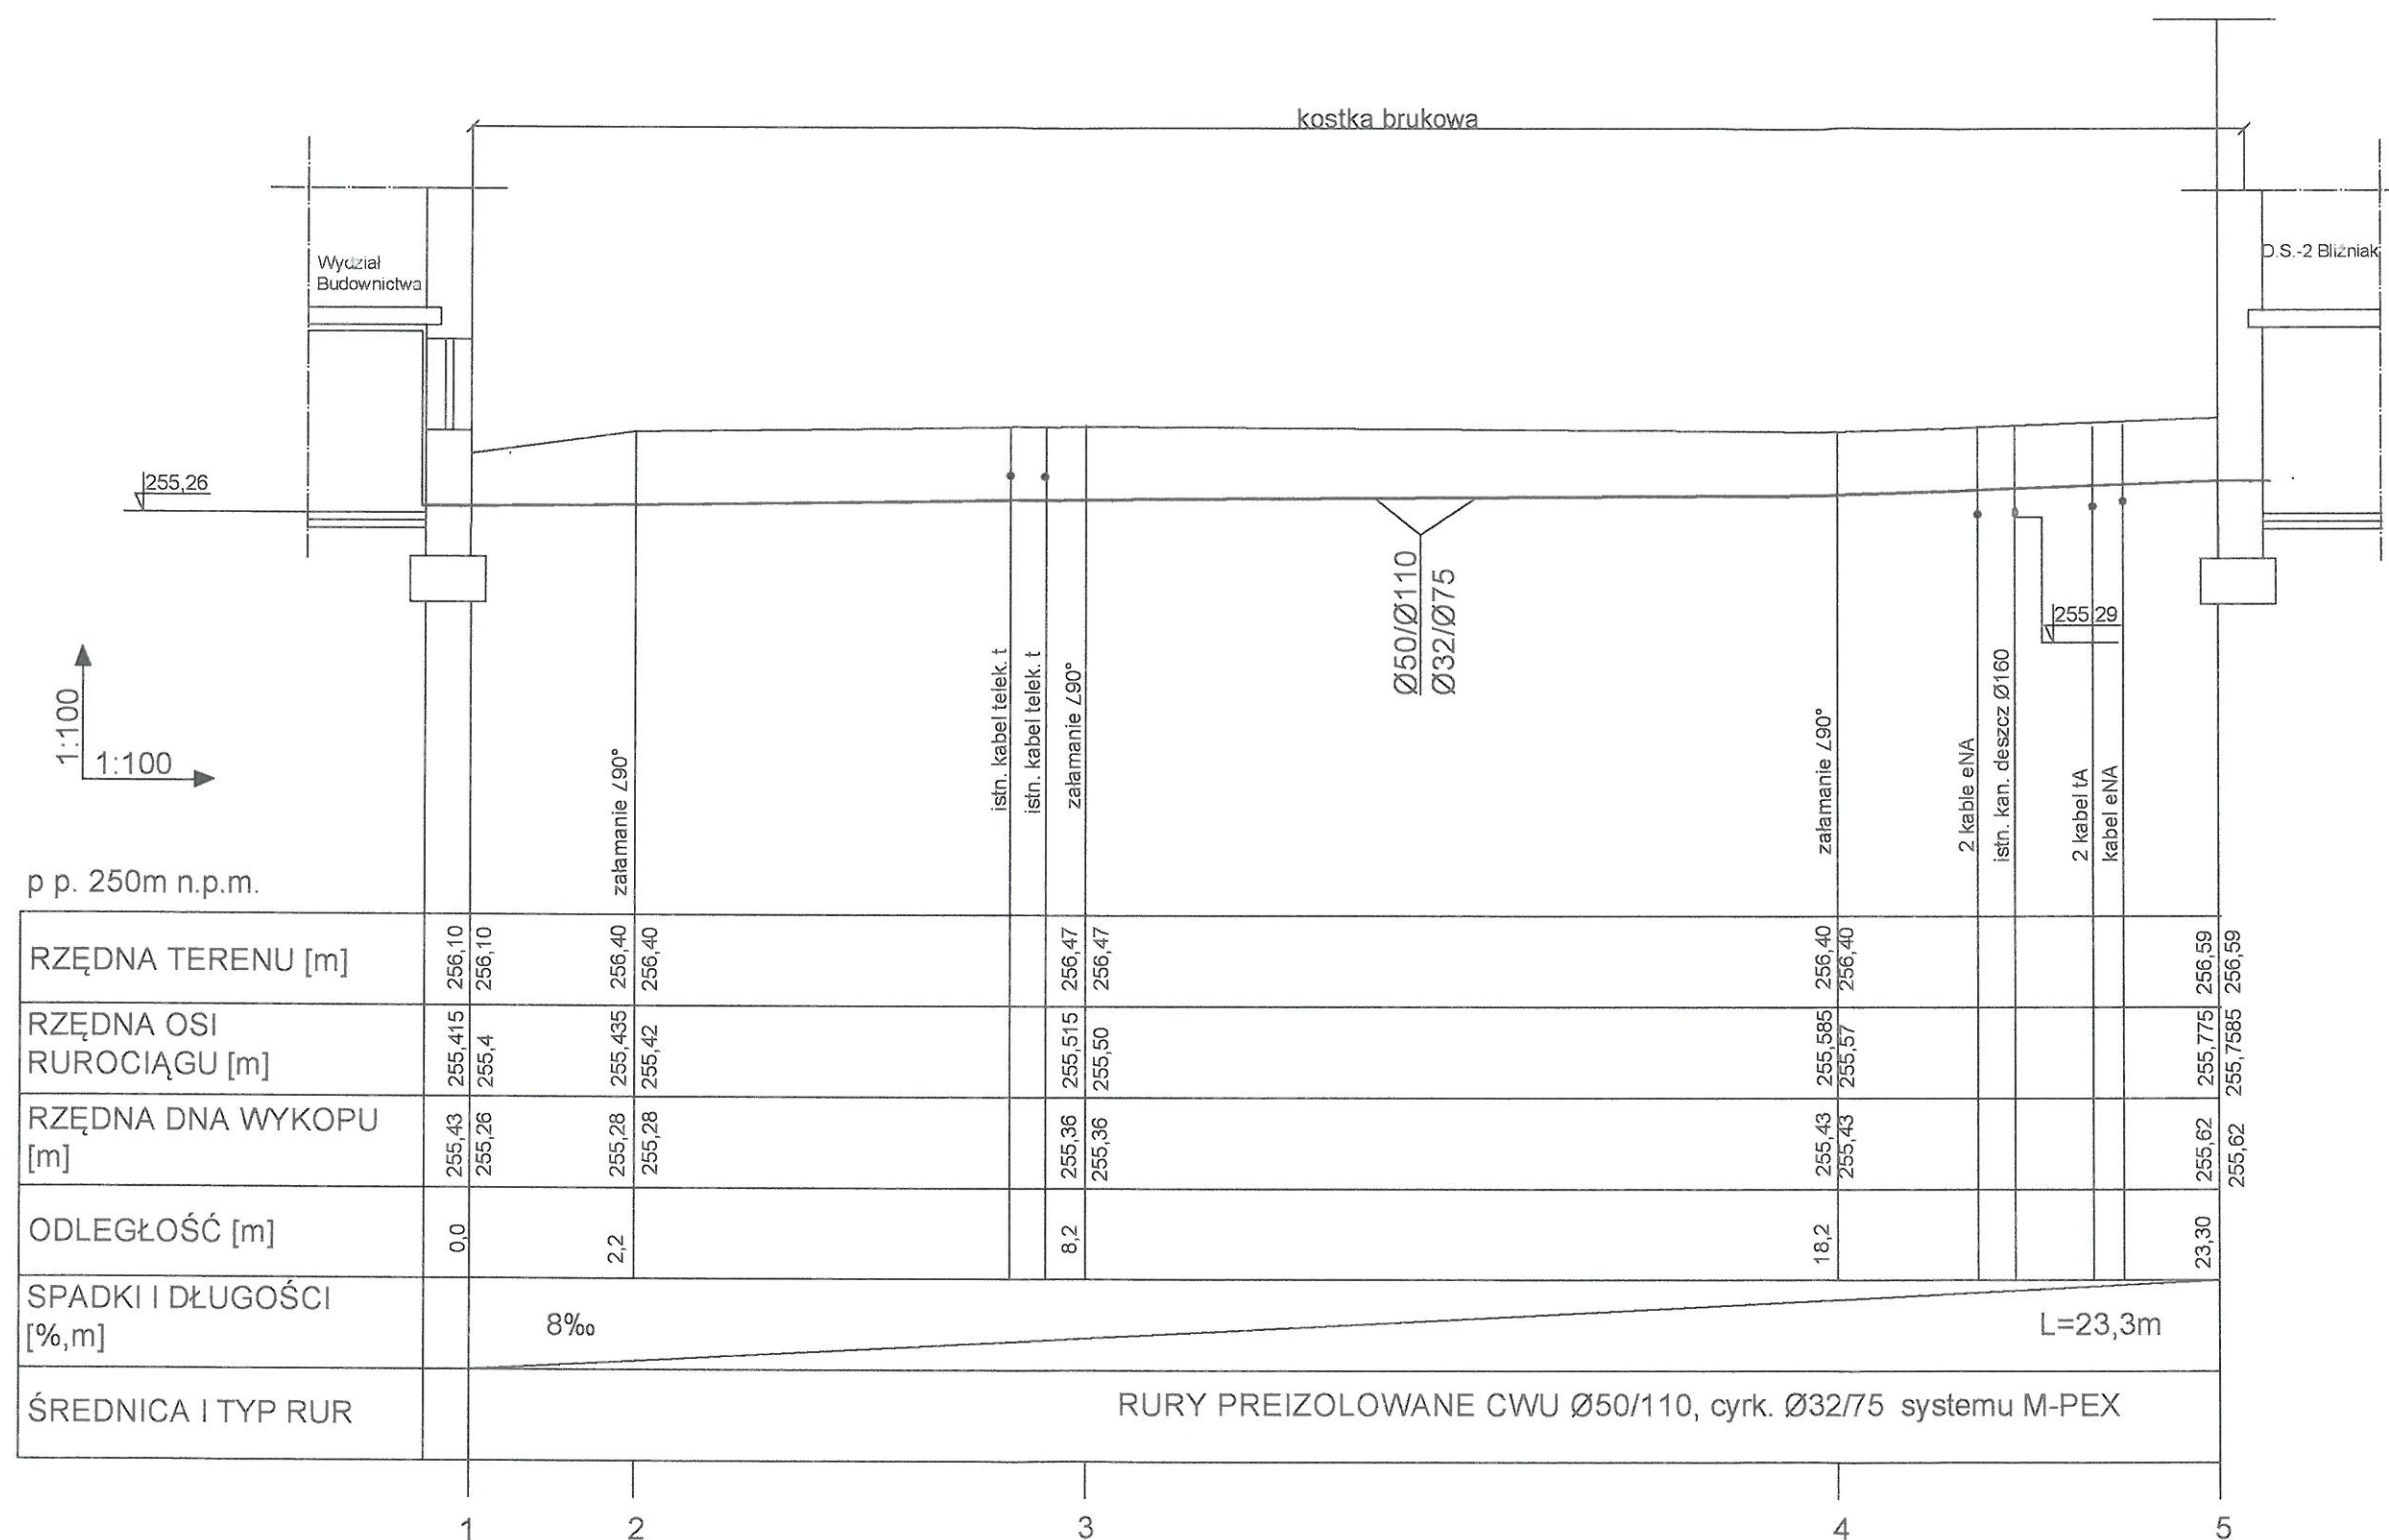 kostka brukowa
Wydział
Budownictwa
D.S.-2 Bliźniak
255,26
Ø50/Ø110
Ø32/Ø75
255,29
istn. kabel telek. t
istn. kabel telek. t
załamanie ∠90°
załamanie ∠90°
załamanie ∠90°
2 kable eNA
istn. kan. deszcz Ø160
2 kabel tA
kabel eNA
1:100
1:100
p p. 250m n.p.m.
RZĘDNA TERENU [m]
256,10
256,10
256,40
256,40
256,47
256,47
256,40
256,40
256,59
256,59
RZĘDNA OSI
RUROCIĄGU [m]
255,415
255,4
255,435
255,42
255,515
255,50
255,585
255,57
255,775
255,7585
RZĘDNA DNA WYKOPU
[m]
255,43
255,26
255,28
255,28
255,36
255,36
255,43
255,43
255,62
255,62
ODLEGŁOŚĆ [m]
0,0
2,2
8,2
18,2
23,30
SPADKI I DŁUGOŚCI
[%,m]
8‰
L=23,3m
ŚREDNICA I TYP RUR
RURY PREIZOLOWANE CWU Ø50/110, cyrk. Ø32/75 systemu M-PEX
1
2
3
4
5